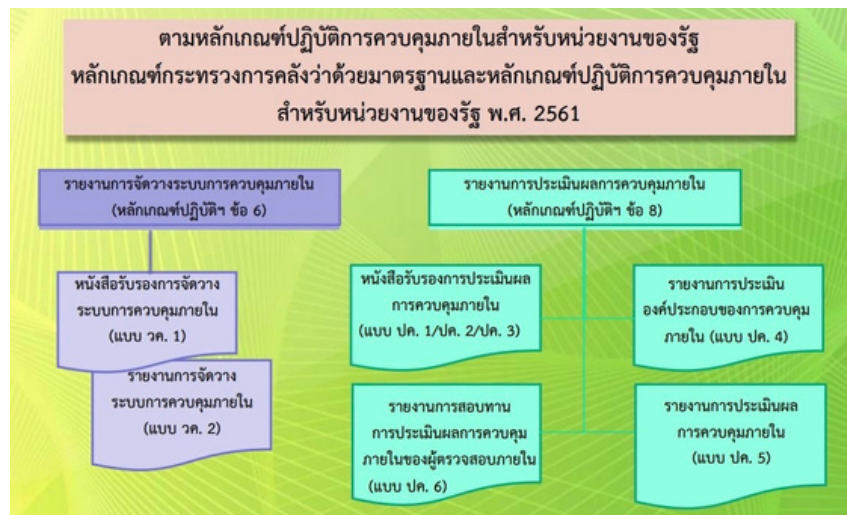 ตามหลักเกณฑ์ปฏิบัติการควบคุมภายในสำหรับหน่วยงานของรัฐ
หลักเกณฑ์กระทรวงการคลังว่าด้วยมาตรฐานและหลักเกณฑ์ปฏิบัติการควบคุมภายใน
สำหรับหน่วยงานของรัฐ พ.ศ. 2561
รายงานการจัดวางระบบการควบคุมภายใน
(หลักเกณฑ์ปฏิบัติฯ ข้อ 6)
หนังสือรับรองการจัดวาง
ระบบการควบคุมภายใน
(แบบ วค. 1)
รายงานการจัดวาง
ระบบการควบคุมภายใน
(แบบ วค. 2)
รายงานการประเมินผลการควบคุมภายใน
(หลักเกณฑ์ปฏิบัติฯ ข้อ 8)
หนังสือรับรองการประเมินผล
การควบคุมภายใน
(แบบ ปค. 1/ปค. 2/ปค. 3)
รายงานการประเมิน
องค์ประกอบของการควบคุม
ภายใน (แบบ ปค. 4)
รายงานการสอบทาน
การประเมินผลการควบคุม
ภายในของผู้ตรวจสอบภายใน
(แบบ ปค. 6)
รายงานการประเมินผล
การควบคุมภายใน
(แบบ ปค. 5)